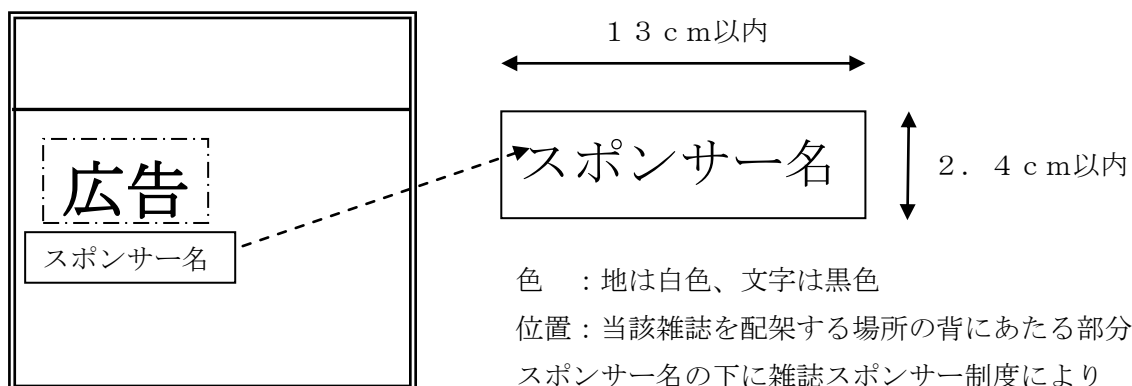 広告
スポンサー名
１３ｃｍ以内
スポンサー名
２．４ｃｍ以内
色　：地は白色、文字は黒色
位置：当該雑誌を配架する場所の背にあたる部分
スポンサー名の下に雑誌スポンサー制度により